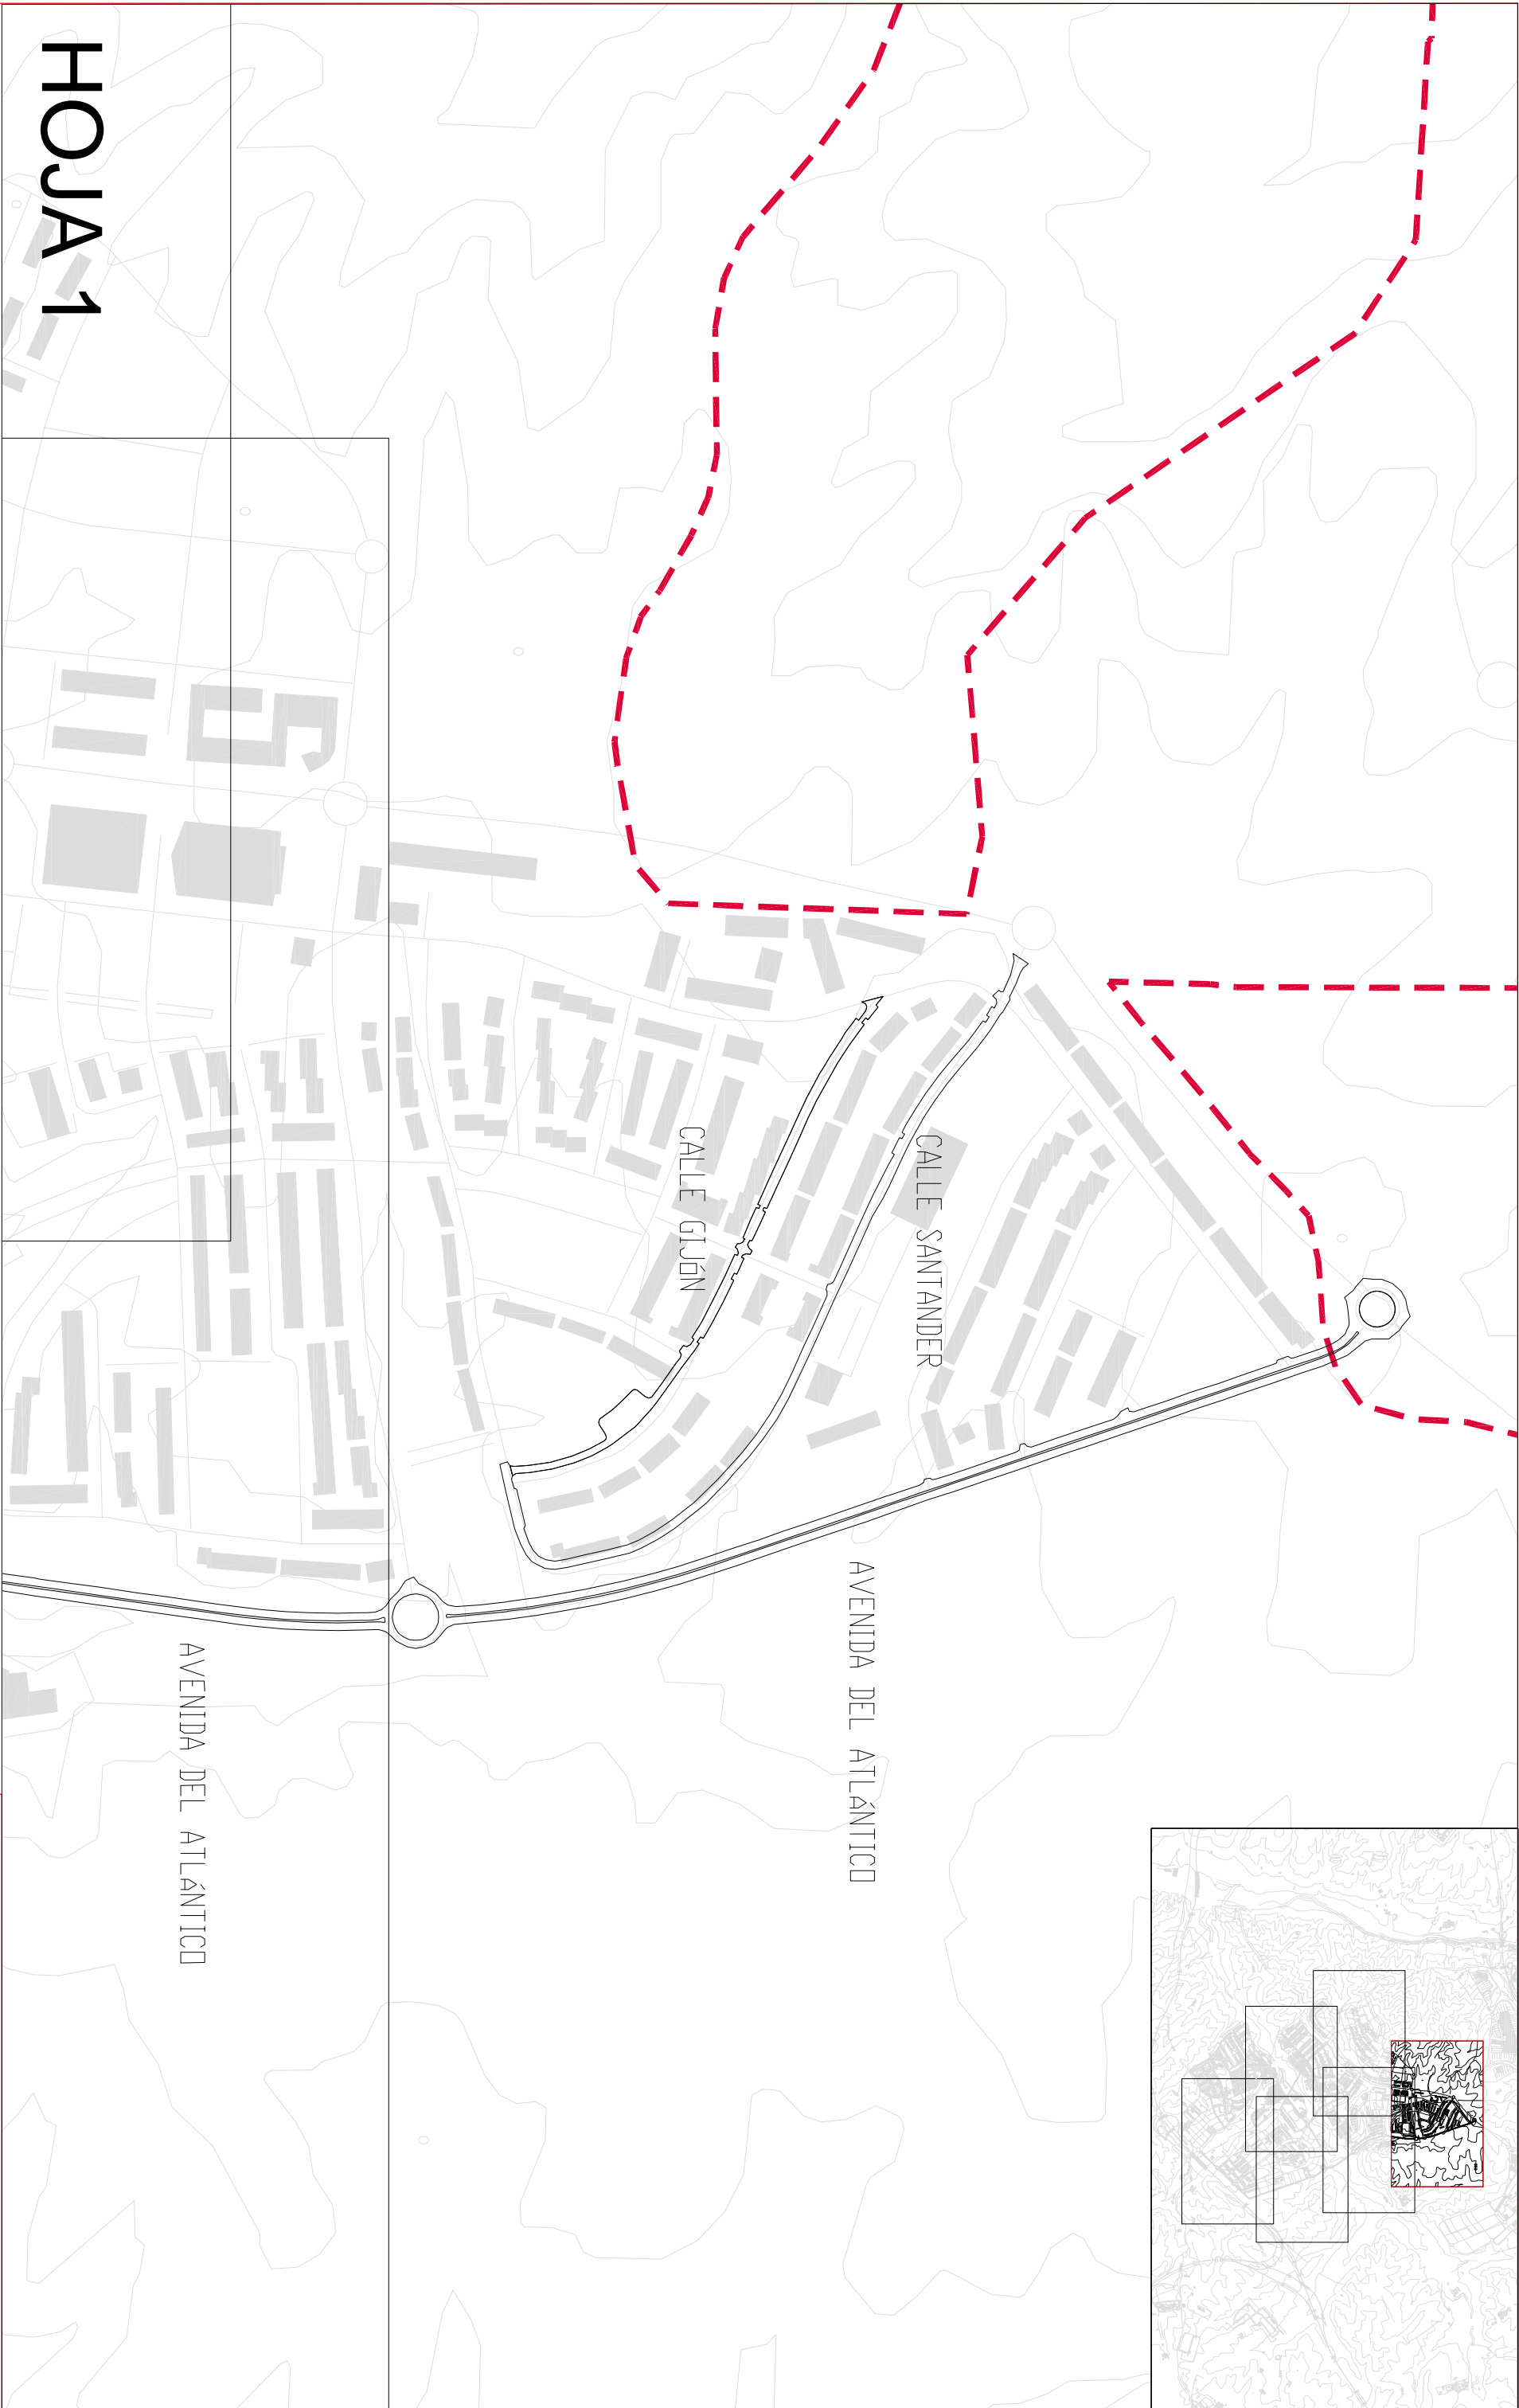 HOJA 1
CALLE SANTANDER
CALLE GIJÓN
AVENIDA DEL ATLÁNTICO
AVENIDA DEL ATLÁNTICO